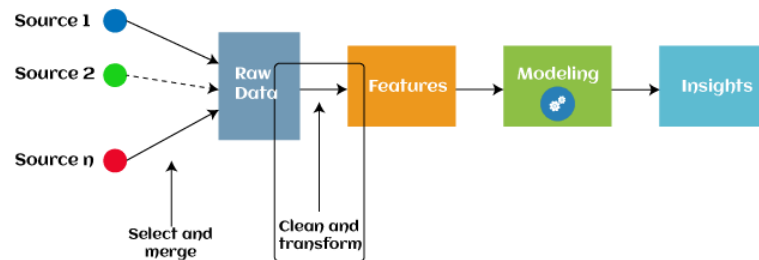 Source 1
Source 2
Source n
Raw
Data
Features
Modeling
Insights
Select and
merge
Clean and
transform